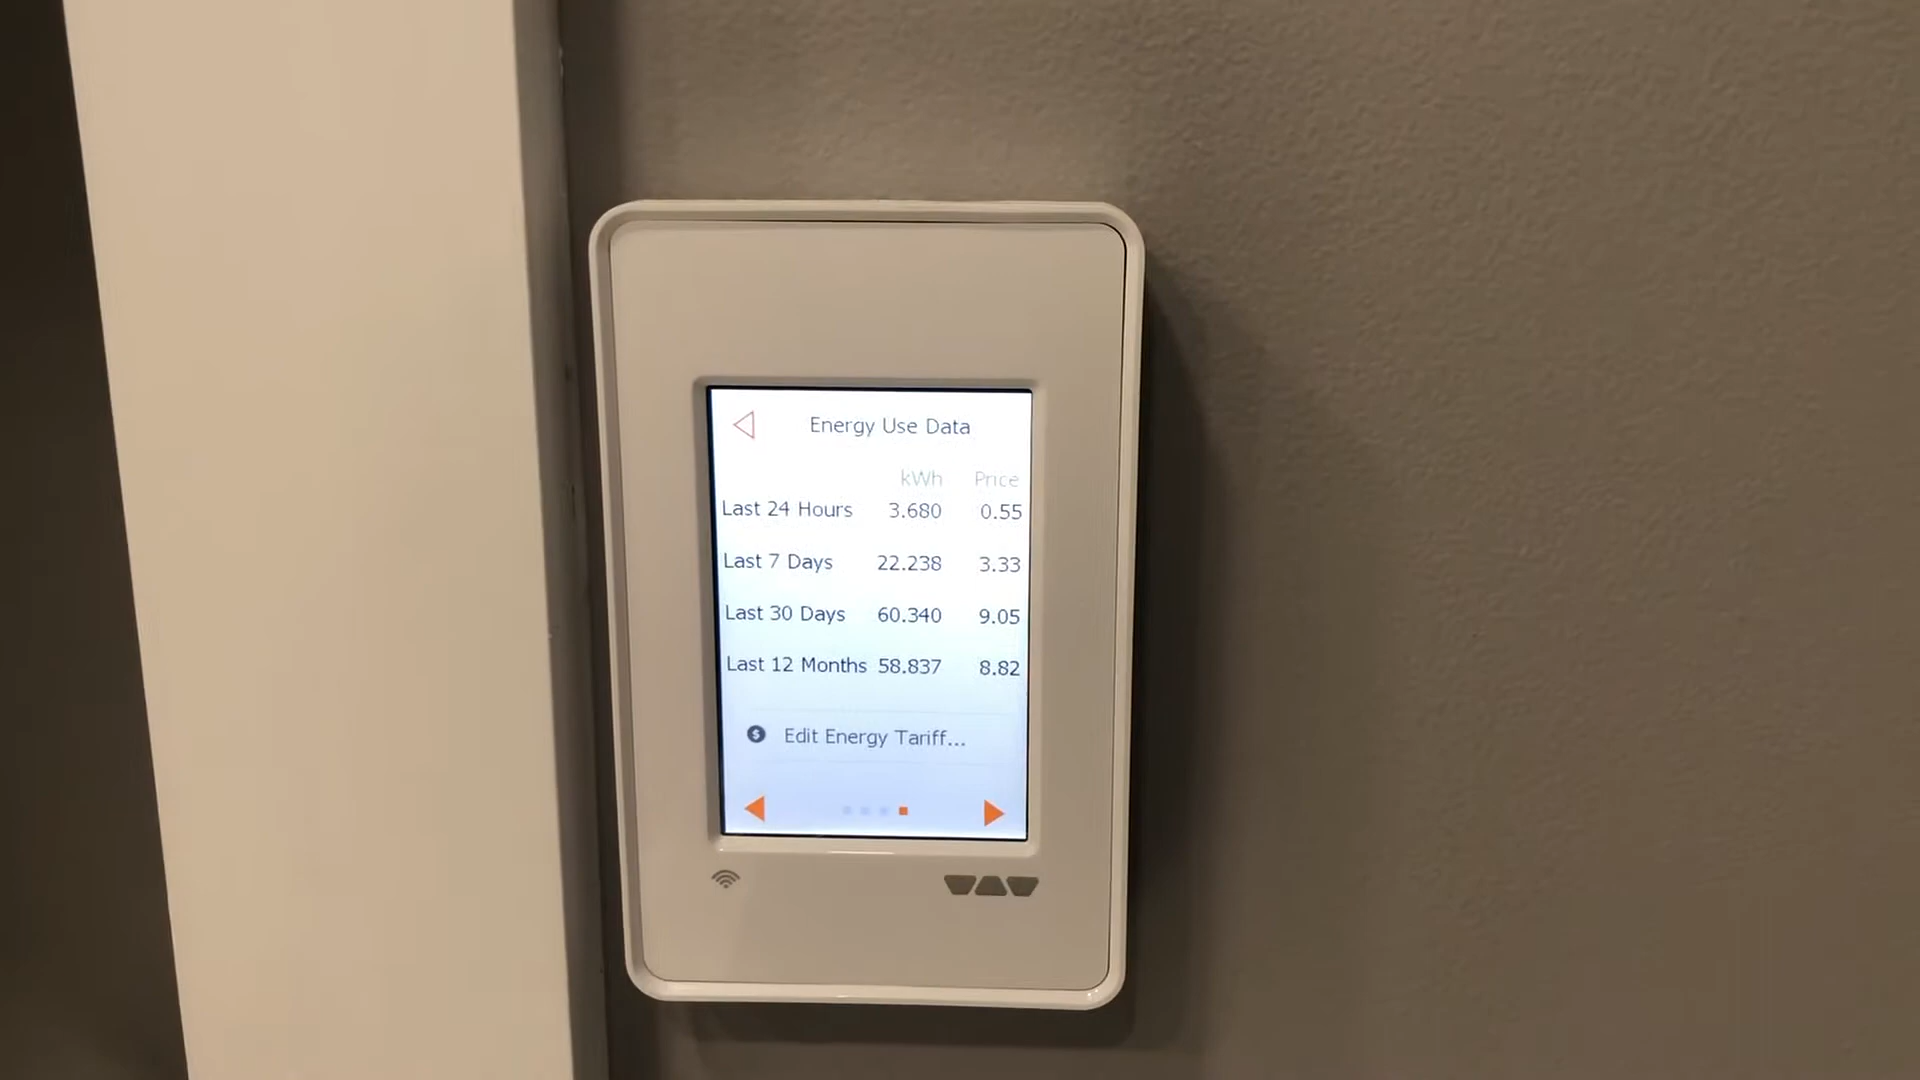 Energy Use Data
kWh Price
Last 24 Hours 3.680 0.55
Last 7 Days 22.238 3.33
Last 30 Days 60.340 9.05
Last 12 Months 58.837 8.82
$ Edit Energy Tariff...